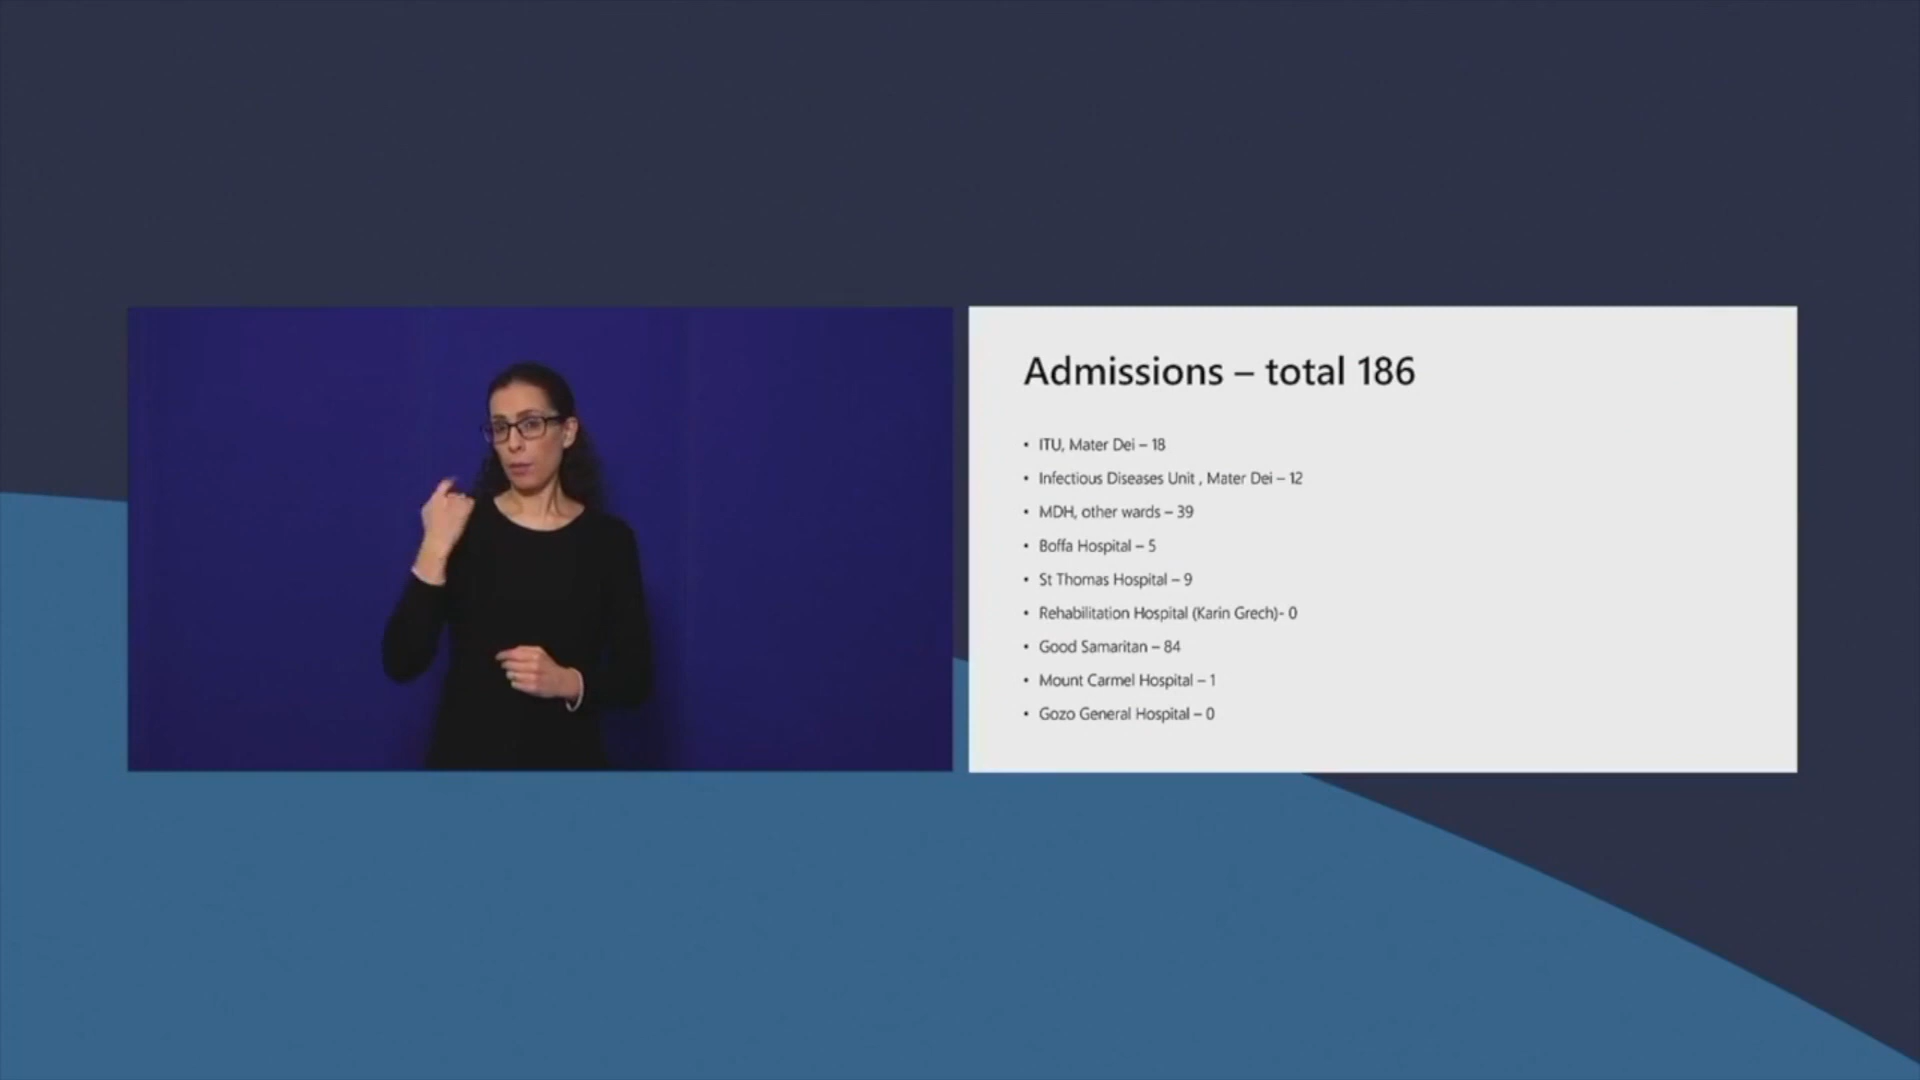 Admissions – total 186
• ITU, Mater Dei – 18
• Infectious Diseases Unit , Mater Dei – 12
• MDH, other wards – 39
• Boffa Hospital – 5
• St Thomas Hospital – 9
• Rehabilitation Hospital (Karin Grech)- 0
• Good Samaritan – 84
• Mount Carmel Hospital – 1
• Gozo General Hospital – 0